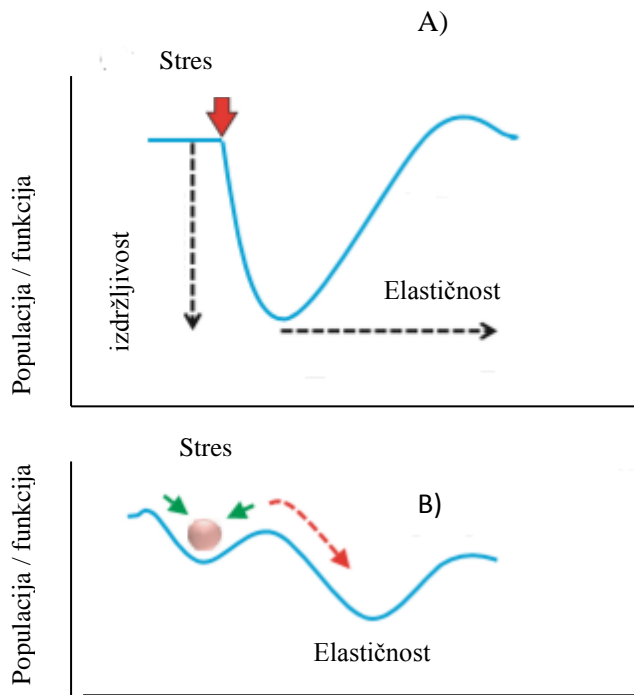 A)
Stres
Populacija / funkcija
izdržljivost
Elastičnost
Stres
B)
Populacija / funkcija
Elastičnost